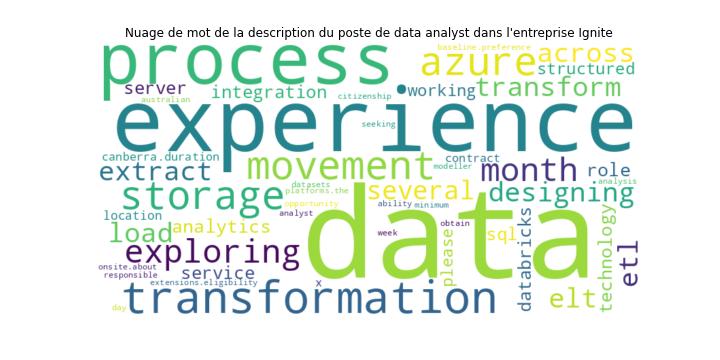 Nuage de mot de la description du poste de data analyst dans l'entreprise Ignite
process
baseline.preference
azure
across
structured
server
integration
citizenship
working
transform
australian
experience
seeking
canberra.duration
extract
movement
contract
modeller
month
role
analysis
storage
datasets
platforms.the
several
designing
location
load
analytics
opportunity
analyst
ability
minimum
data
week
obtain
please
sql
databricks
technology
etl
exploring
onsite.about
responsible
service
extensions.eligibility
x
day
transformation
elt